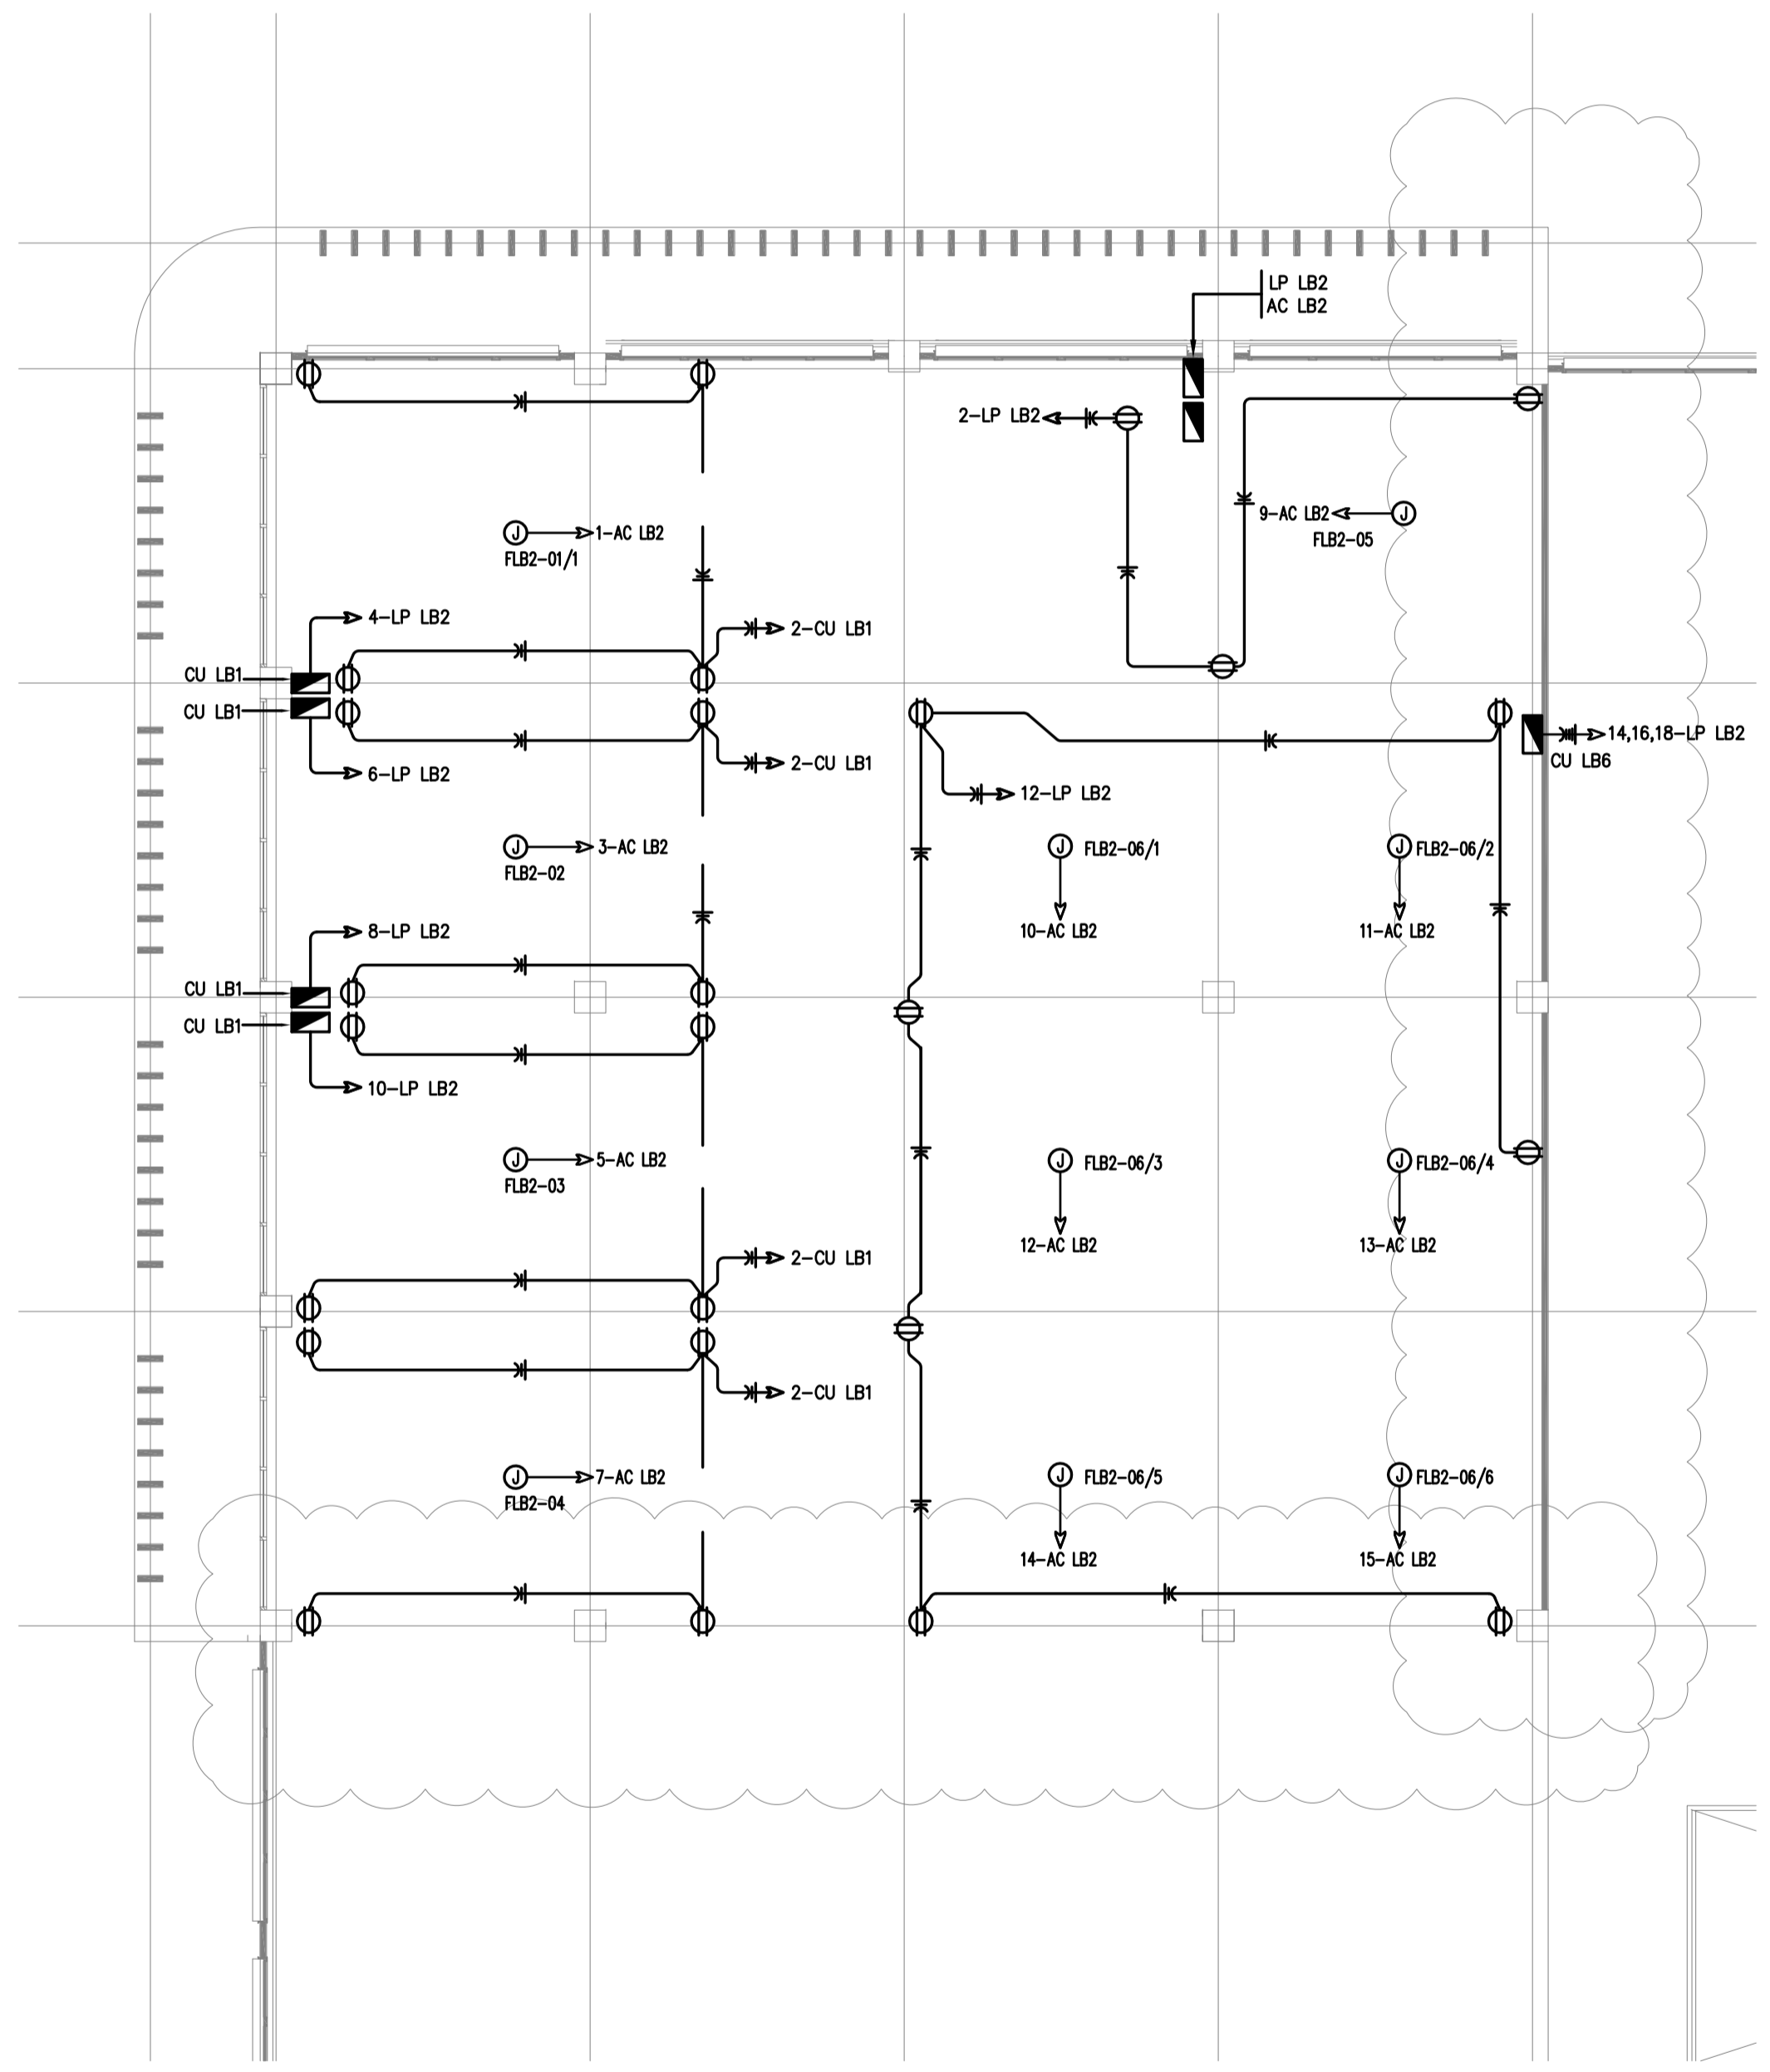 LP LB2
AC LB2
2-LP LB2
9-AC LB2
FLB2-05
1-AC LB2
FLB2-01/1
4-LP LB2
2-CU LB1
CU LB1
CU LB1
6-LP LB2
2-CU LB1
14,16,18-LP LB2
CU LB6
12-LP LB2
3-AC LB2
FLB2-02
FLB2-06/1
FLB2-06/2
10-AC LB2
11-AC LB2
8-LP LB2
CU LB1
CU LB1
10-LP LB2
5-AC LB2
FLB2-03
FLB2-06/3
FLB2-06/4
12-AC LB2
13-AC LB2
2-CU LB1
2-CU LB1
7-AC LB2
FLB2-04
FLB2-06/5
FLB2-06/6
14-AC LB2
15-AC LB2
J
J
J
J
J
J
J
J
J
J
J